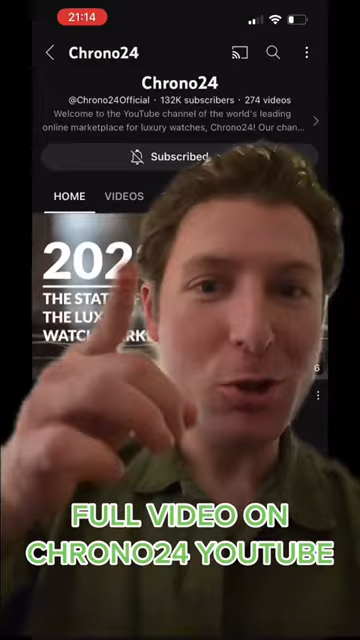 21:14
Chrono24
Chrono24
@Chrono24Official · 132K subscribers · 274 videos
Welcome to the YouTube channel of the world's leading
online marketplace for luxury watches, Chrono24! Our chan...
Subscribed
HOME VIDEOS
202
THE STAT
THE LUX
WATCH
FULL VIDEO ON
CHRONO24 YOUTUBE